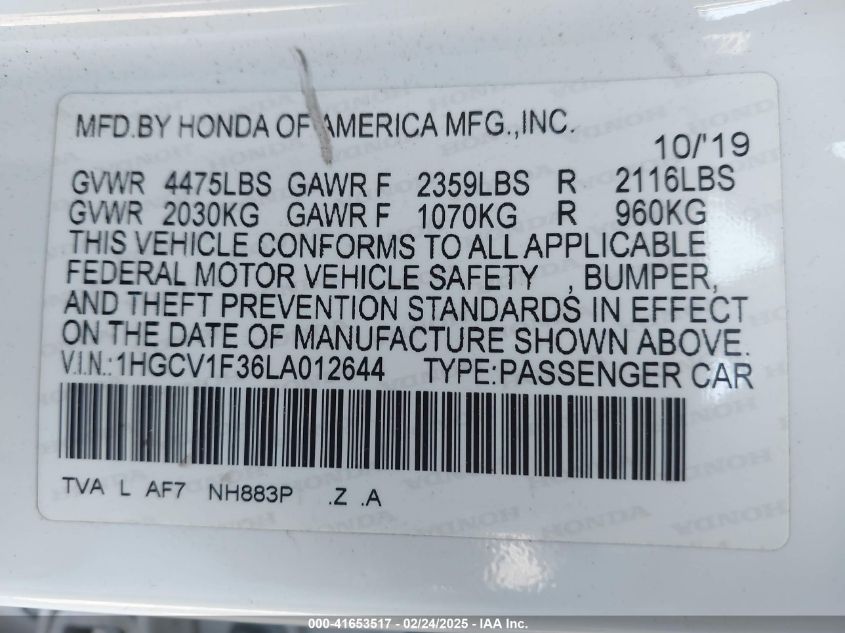 MFD.BY HONDA OF AMERICA MFG.,INC.
10/'19
GVWR 4475LBS GAWR F 2359LBS R 2116LBS
GVWR 2030KG GAWR F 1070KG R 960KG
THIS VEHICLE CONFORMS TO ALL APPLICABLE
FEDERAL MOTOR VEHICLE SAFETY , BUMPER,
AND THEFT PREVENTION STANDARDS IN EFFECT
ON THE DATE OF MANUFACTURE SHOWN ABOVE.
V.I.N.:1HGCV1F36LA012644 TYPE:PASSENGER CAR
TVA L AF7 NH883P .Z .A
000-41653517 - 02/24/2025 - IAA Inc.